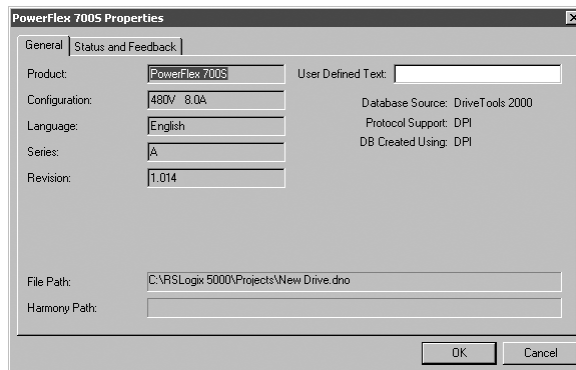 PowerFlex 700S Properties
General
Status and Feedback
Product: PowerFlex 700S
User Defined Text:
Configuration: 480V 8.0A
Database Source: DriveTools 2000
Language: English
Protocol Support: DPI
Series: A
DB Created Using: DPI
Revision: 1.014
File Path: C:\RSLogix 5000\Projects\New Drive.dno
Harmony Path:
OK
Cancel